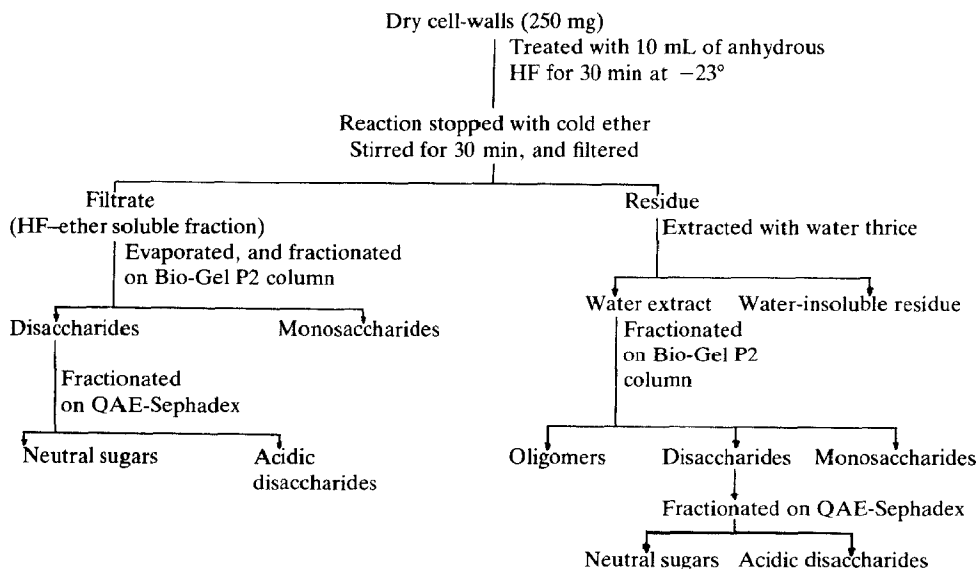 Dry cell-walls (250 mg)
Treated with 10 mL of anhydrous
HF for 30 min at −23°
Reaction stopped with cold ether
Stirred for 30 min, and filtered
Filtrate
(HF–ether soluble fraction)
Evaporated, and fractionated
on Bio-Gel P2 column
Disaccharides
Monosaccharides
Fractionated
on QAE-Sephadex
Neutral sugars
Acidic
disaccharides
Residue
Extracted with water thrice
Water extract
Water-insoluble residue
Fractionated
on Bio-Gel P2
column
Oligomers
Disaccharides
Monosaccharides
Fractionated on QAE-Sephadex
Neutral sugars
Acidic disaccharides